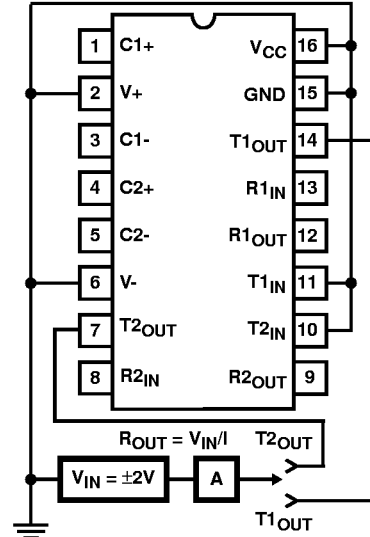 1 C1+ V_CC 16
2 V+ GND 15
3 C1- T1_OUT 14
4 C2+ R1_IN 13
5 C2- R1_OUT 12
6 V- T1_IN 11
7 T2_OUT T2_IN 10
8 R2_IN R2_OUT 9
R_OUT = V_IN/I T2_OUT
V_IN = ±2V A
T1_OUT